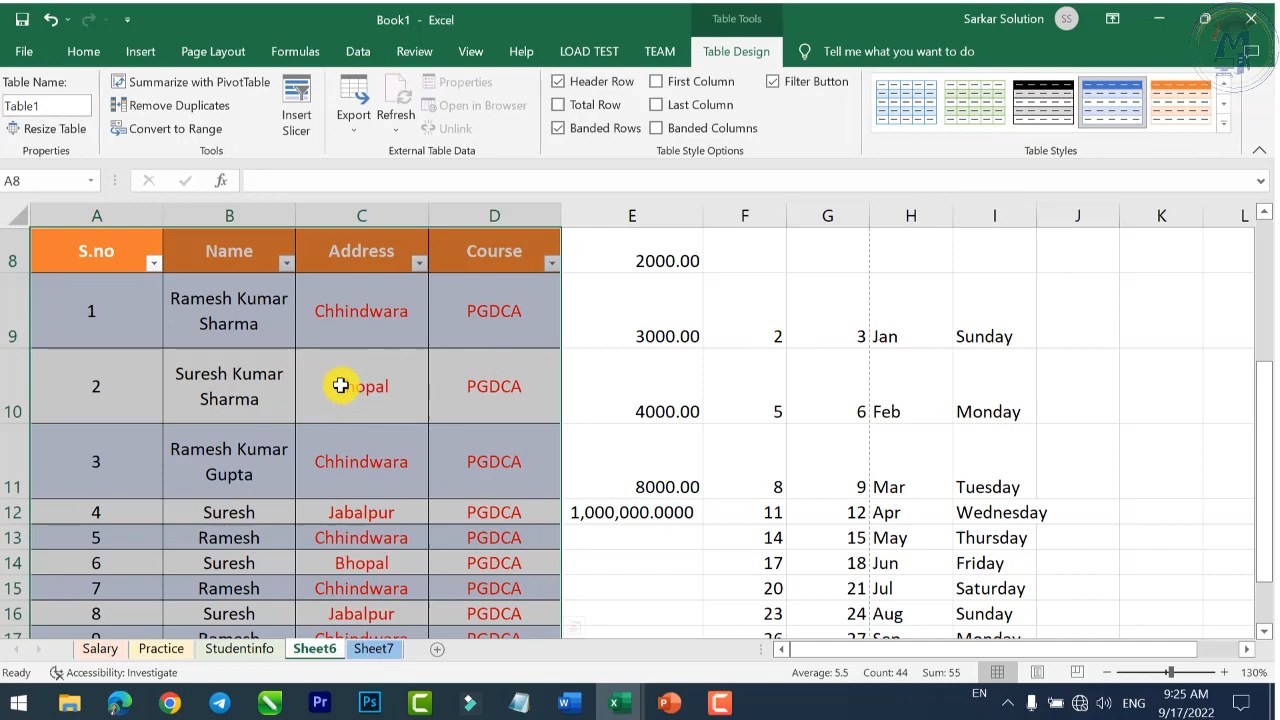 Book1 - Excel
Table Tools
Sarkar Solution
SS
File Home Insert Page Layout Formulas Data Review View Help LOAD TEST TEAM Table Design Tell me what you want to do
Table Name:
Table1
Resize Table
Properties
Summarize with PivotTable
Remove Duplicates
Convert to Range
Tools
Insert
Slicer
Export
Refresh
Properties
Open in Browser
Unlink
External Table Data
Header Row First Column Filter Button
Total Row Last Column
Banded Rows Banded Columns
Table Style Options
Table Styles
A8
fx
A B C D E F G H I J K L
8 S.no Name Address Course 2000.00
9 1 Ramesh Kumar
Sharma Chhindwara PGDCA 3000.00 2 3 Jan Sunday
10 2 Suresh Kumar
Sharma Bhopal PGDCA 4000.00 5 6 Feb Monday
11 3 Ramesh Kumar
Gupta Chhindwara PGDCA 8000.00 8 9 Mar Tuesday
12 4 Suresh Jabalpur PGDCA 1,000,000.0000 11 12 Apr Wednesday
13 5 Ramesh Chhindwara PGDCA 14 15 May Thursday
14 6 Suresh Bhopal PGDCA 17 18 Jun Friday
15 7 Ramesh Chhindwara PGDCA 20 21 Jul Saturday
16 8 Suresh Jabalpur PGDCA 23 24 Aug Sunday
17 9 Ramesh Chhindwara PGDCA 26 27 Sep Monday
Salary Practice Studentinfo Sheet6 Sheet7
Ready Accessibility: Investigate Average: 5.5 Count: 44 Sum: 55 130%
EN
ENG
9:25 AM
9/17/2022